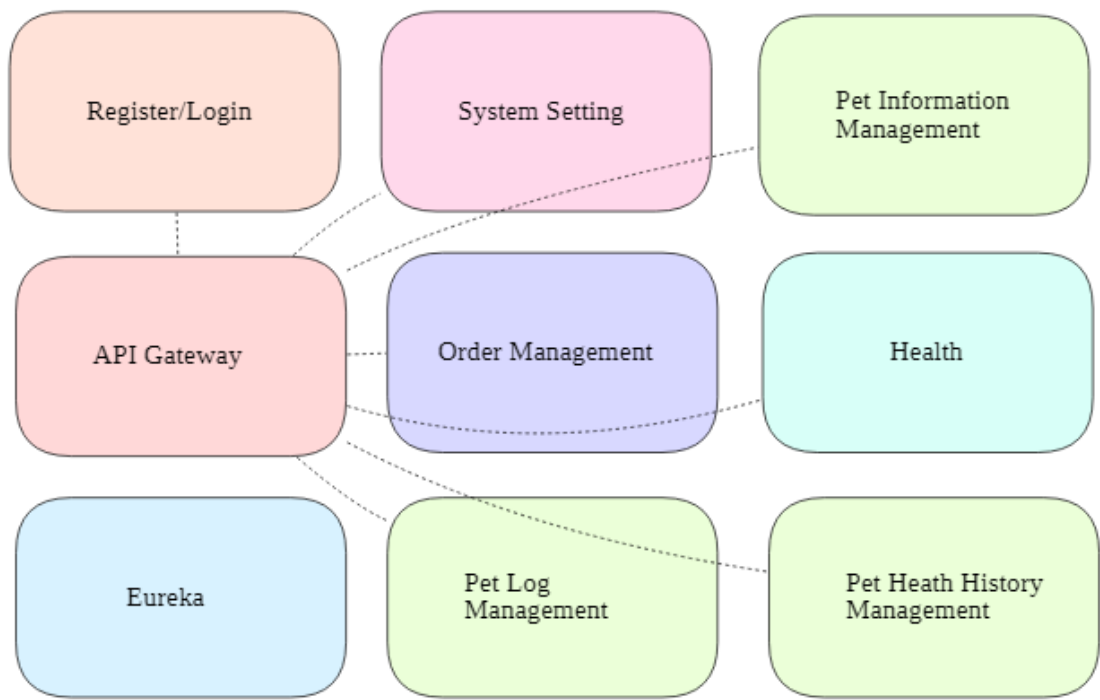 Register/Login
System Setting
Pet Information
Management
API Gateway
Order Management
Health
Eureka
Pet Log
Management
Pet Heath History
Management